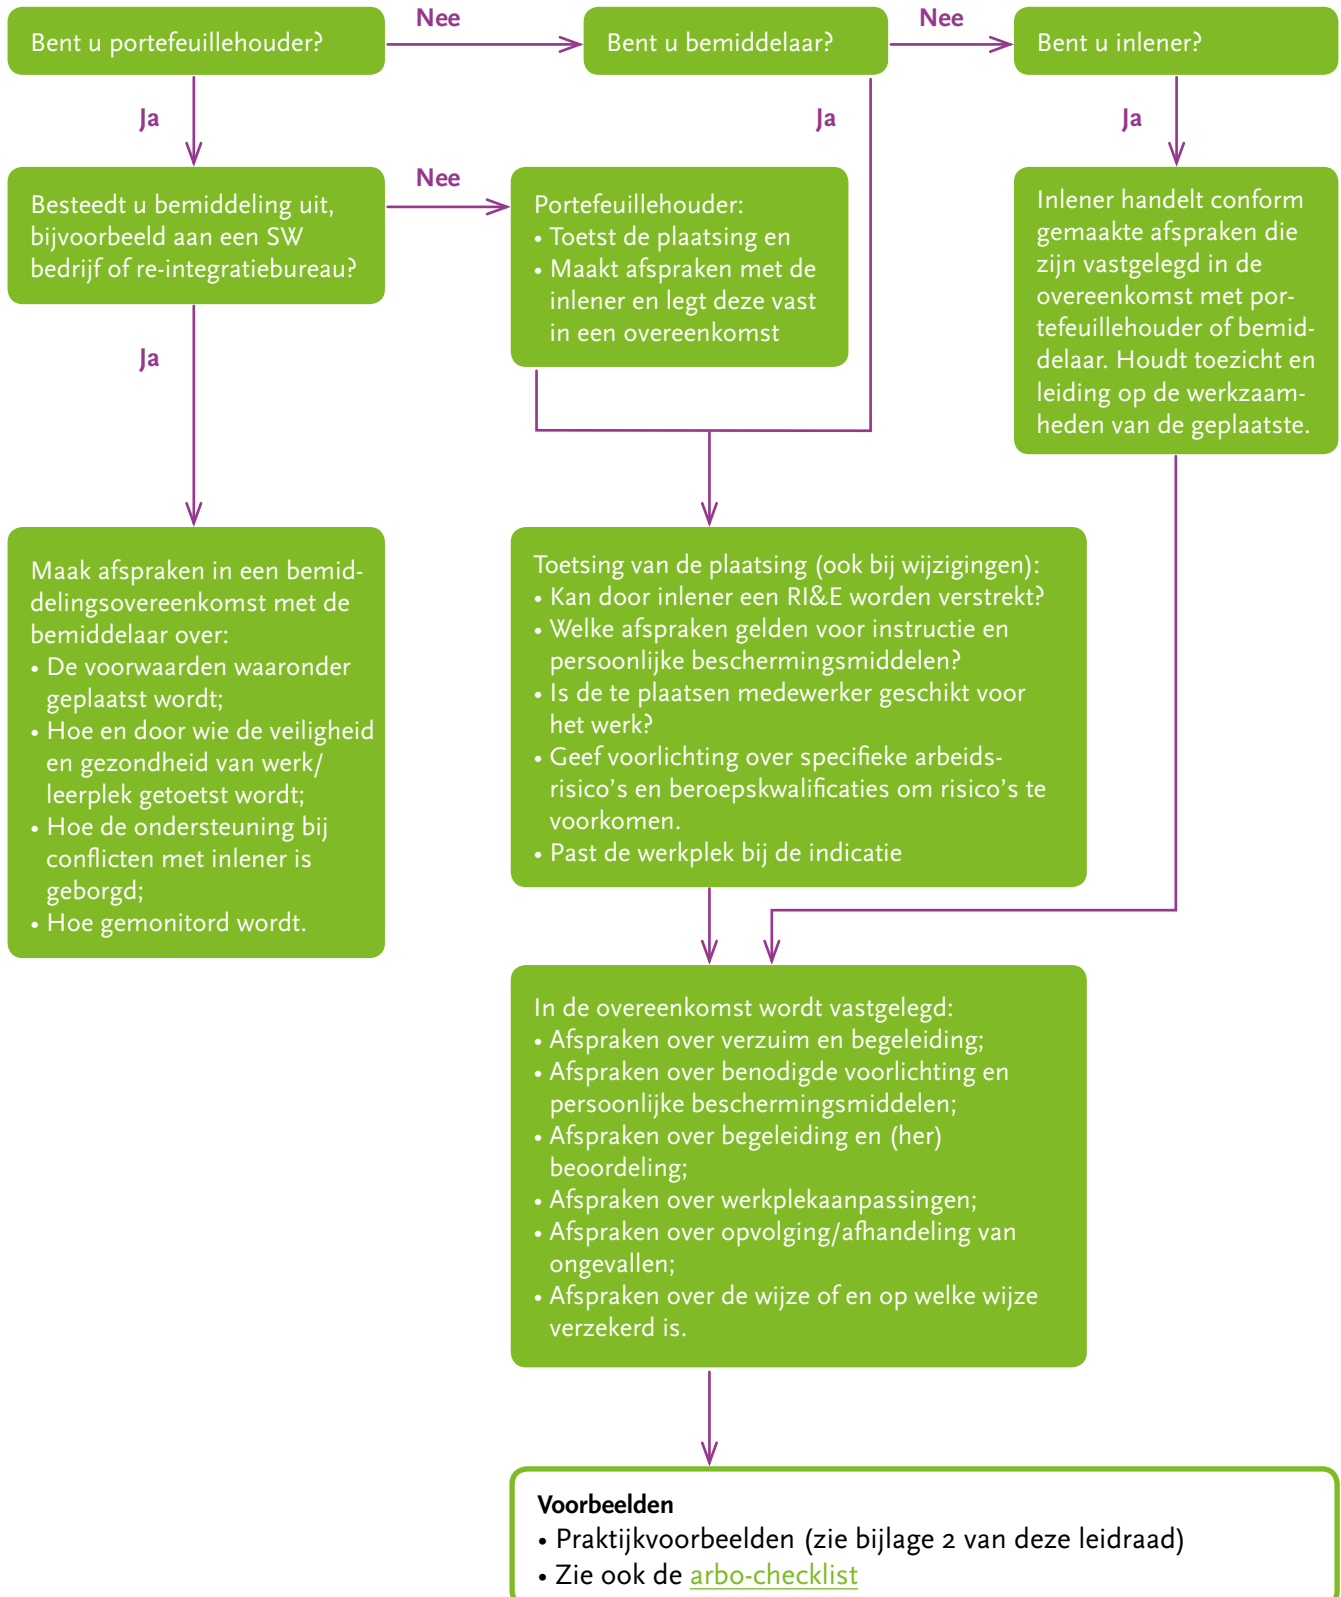 Bent u portefeuillehouder?
Nee
Bent u bemiddelaar?
Nee
Bent u inlener?
Ja
Ja
Ja
Besteedt u bemiddeling uit,
bijvoorbeeld aan een SW
bedrijf of re-integratiebureau?
Nee
Portefeuillehouder:
• Toetst de plaatsing en
• Maakt afspraken met de
inlener en legt deze vast
in een overeenkomst
Inlener handelt conform
gemaakte afspraken die
zijn vastgelegd in de
overeenkomst met por-
tefeuillehouder of bemid-
delaar. Houdt toezicht en
leiding op de werkzaam-
heden van de geplaatste.
Ja
Maak afspraken in een bemid-
delingsovereenkomst met de
bemiddelaar over:
• De voorwaarden waaronder
geplaatst wordt;
• Hoe en door wie de veiligheid
en gezondheid van werk/
leerplek getoetst wordt;
• Hoe de ondersteuning bij
conflicten met inlener is
geborgd;
• Hoe gemonitord wordt.
Toetsing van de plaatsing (ook bij wijzigingen):
• Kan door inlener een RI&E worden verstrekt?
• Welke afspraken gelden voor instructie en
persoonlijke beschermingsmiddelen?
• Is de te plaatsen medewerker geschikt voor
het werk?
• Geef voorlichting over specifieke arbeids-
risico's en beroepskwalificaties om risico's te
voorkomen.
• Past de werkplek bij de indicatie
In de overeenkomst wordt vastgelegd:
• Afspraken over verzuim en begeleiding;
• Afspraken over benodigde voorlichting en
persoonlijke beschermingsmiddelen;
• Afspraken over begeleiding en (her)
beoordeling;
• Afspraken over werkplekaanpassingen;
• Afspraken over opvolging/afhandeling van
ongevallen;
• Afspraken over de wijze of en op welke wijze
verzekerd is.
Voorbeelden
• Praktijkvoorbeelden (zie bijlage 2 van deze leidraad)
• Zie ook de arbo-checklist